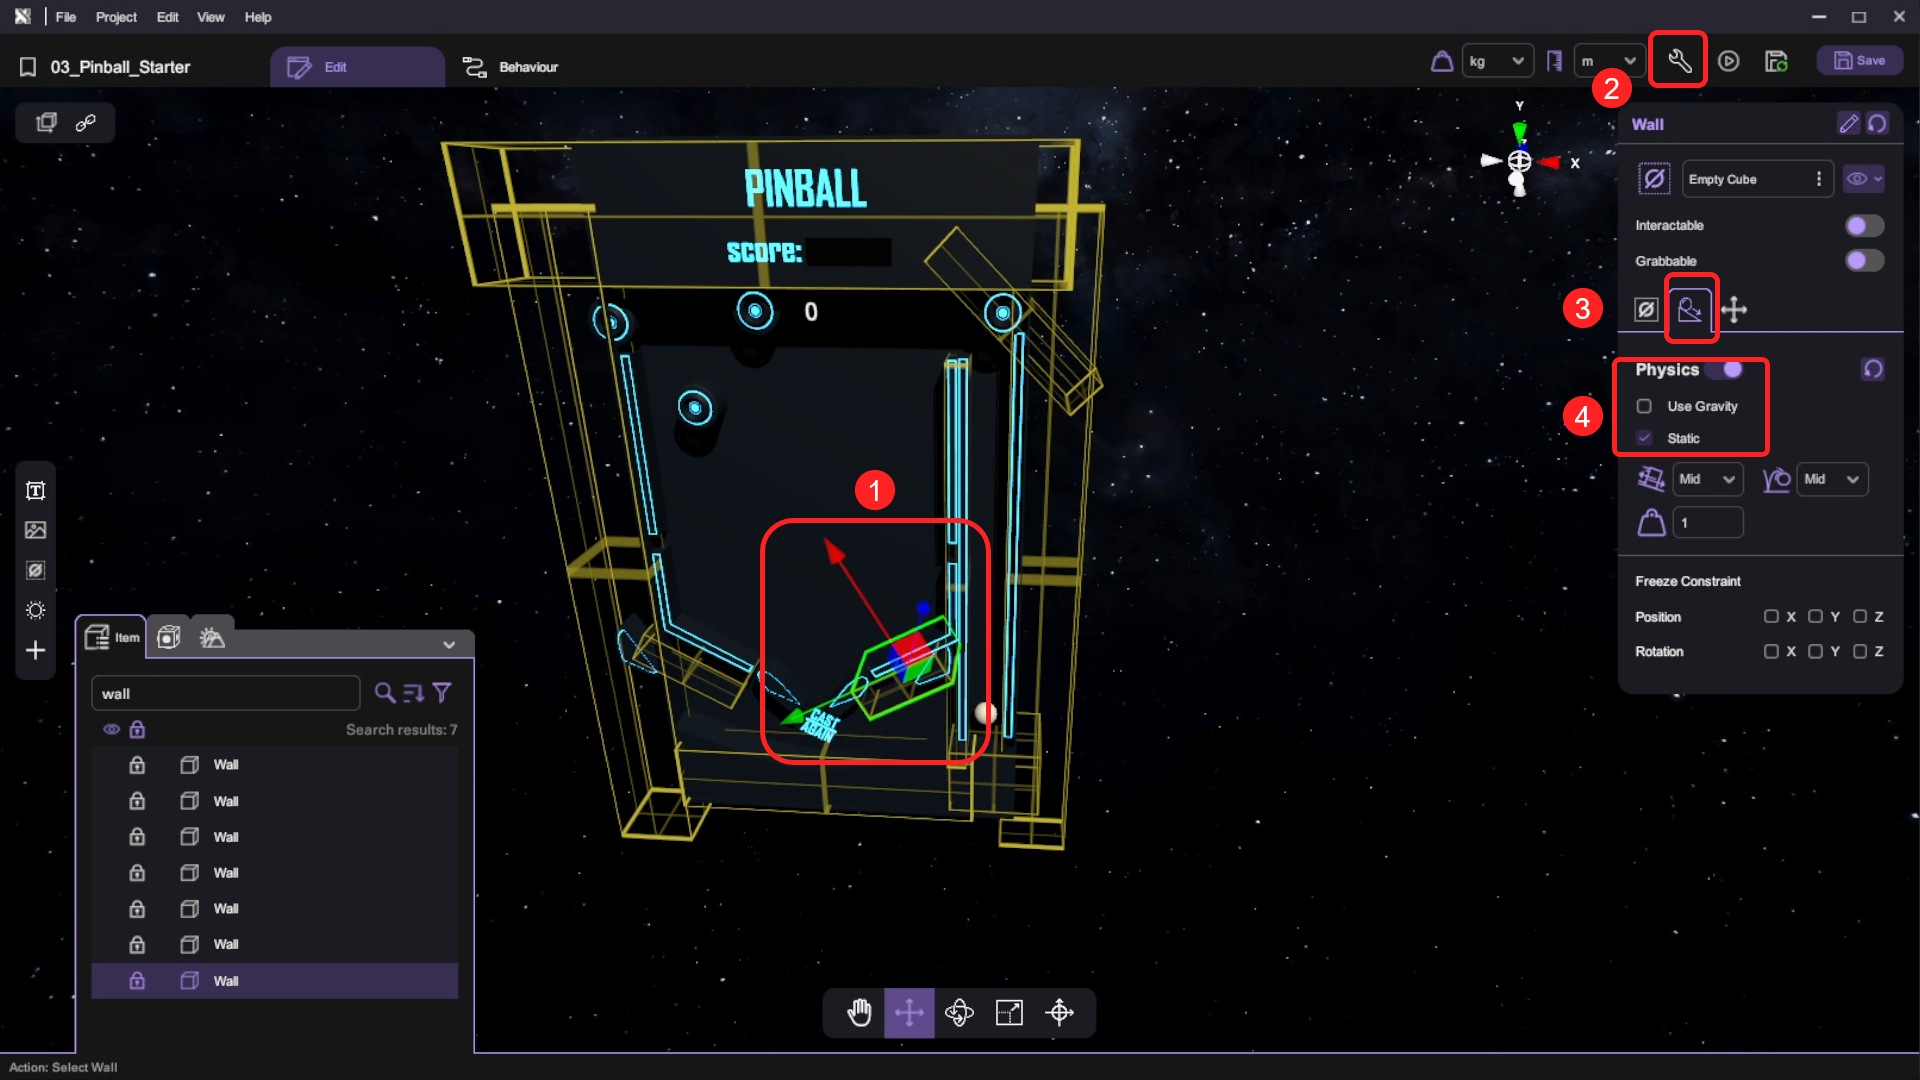 File Project Edit View Help
03_Pinball_Starter
Edit
Behaviour
kg
m
Save
2
Wall
Y
X
Empty Cube
Interactable
Grabbable
3
Physics
Use Gravity
4
Static
Mid
Mid
1
Freeze Constraint
Position X Y Z
Rotation X Y Z
PINBALL
score:
0
1
CAST
AGAIN
Item
wall
Search results: 7
Wall
Wall
Wall
Wall
Wall
Wall
Wall
Action: Select Wall